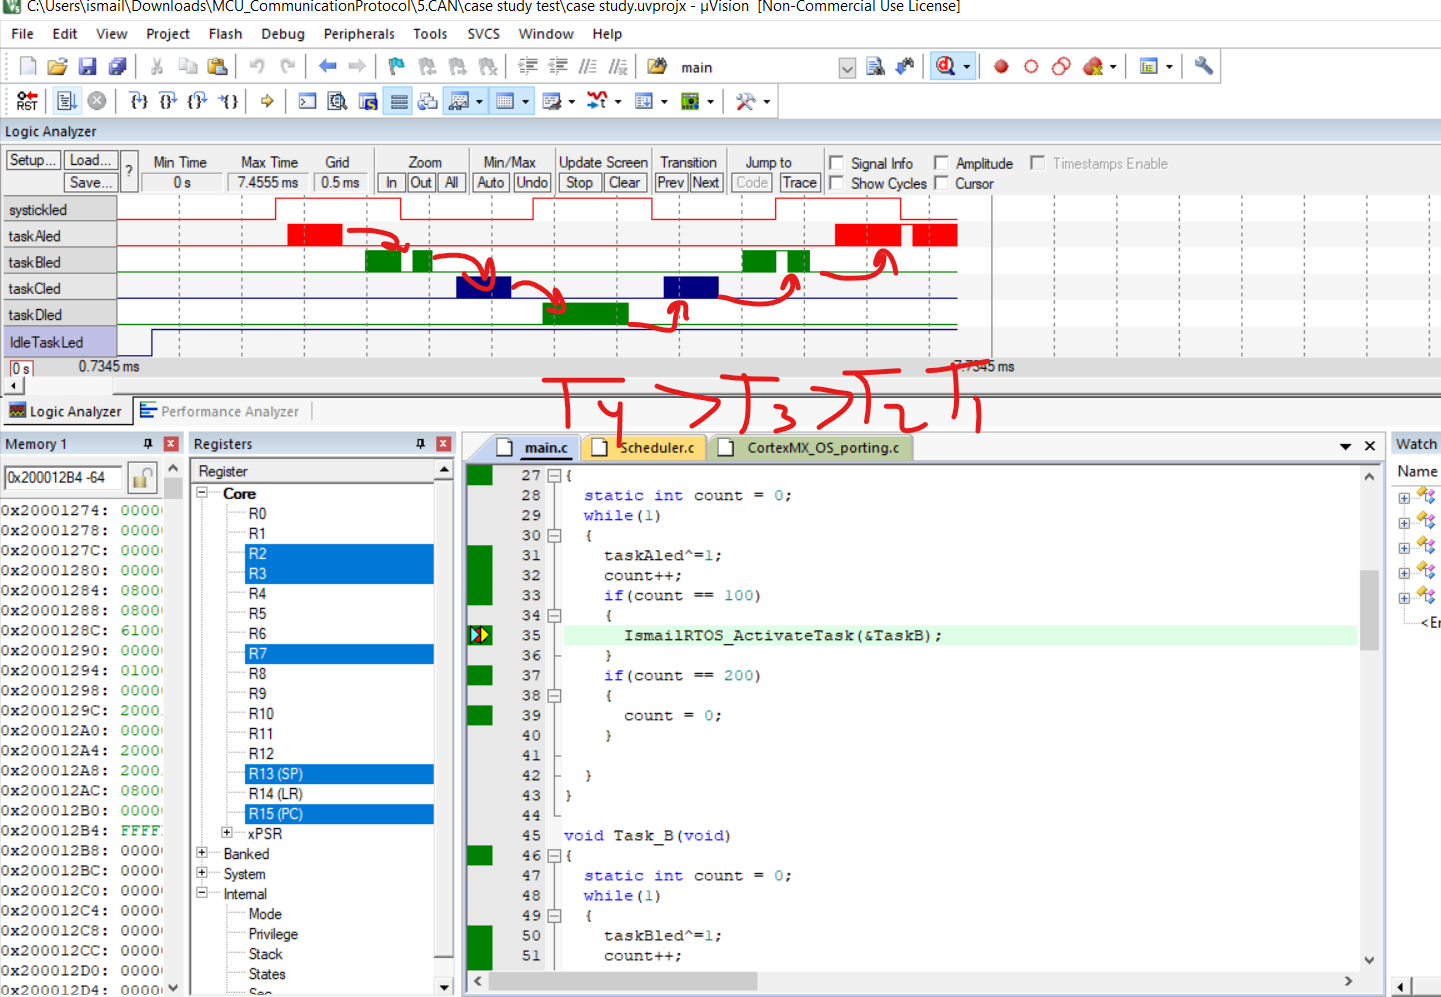 C:\Users\ismail\Downloads\MCU_CommunicationProtocol\5.CAN\case study test\case study.uvprojx - µVision  [Non-Commercial Use License]
File Edit View Project Flash Debug Peripherals Tools SVCS Window Help
main
RST
Logic Analyzer
Setup... Load... ? Min Time Max Time Grid Zoom Min/Max Update Screen Transition Jump to Signal Info Amplitude Timestamps Enable
Save... 0 s 7.4555 ms 0.5 ms In Out All Auto Undo Stop Clear Prev Next Code Trace Show Cycles Cursor
systickled
taskAled
taskBled
taskCled
taskDled
IdleTaskLed
0 s 0.7345 ms 7.7345 ms
T4 > T3 > T2 T1
Logic Analyzer Performance Analyzer
Memory 1
0x200012B4 -64
0x20001274: 0000
0x20001278: 0000
0x2000127C: 0000
0x20001280: 0000
0x20001284: 0800
0x20001288: 0800
0x2000128C: 6100
0x20001290: 0000
0x20001294: 0100
0x20001298: 0000
0x2000129C: 2000
0x200012A0: 0000
0x200012A4: 2000
0x200012A8: 2000
0x200012AC: 0800
0x200012B0: 0000
0x200012B4: FFFF
0x200012B8: 0000
0x200012BC: 0000
0x200012C0: 0000
0x200012C4: 0000
0x200012C8: 0000
0x200012CC: 0000
0x200012D0: 0000
0x200012D4: 0000
Registers
Register
Core
R0
R1
R2
R3
R4
R5
R6
R7
R8
R9
R10
R11
R12
R13 (SP)
R14 (LR)
R15 (PC)
xPSR
Banked
System
Internal
Mode
Privilege
Stack
States
main.c Scheduler.c CortexMX_OS_porting.c
27 {
28 static int count = 0;
29 while(1)
30 {
31 taskAled^=1;
32 count++;
33 if(count == 100)
34 {
35 IsmailRTOS_ActivateTask(&TaskB);
36 }
37 if(count == 200)
38 {
39 count = 0;
40 }
41
42 }
43 }
44
45 void Task_B(void)
46 {
47 static int count = 0;
48 while(1)
49 {
50 taskBled^=1;
51 count++;
Watch
Name